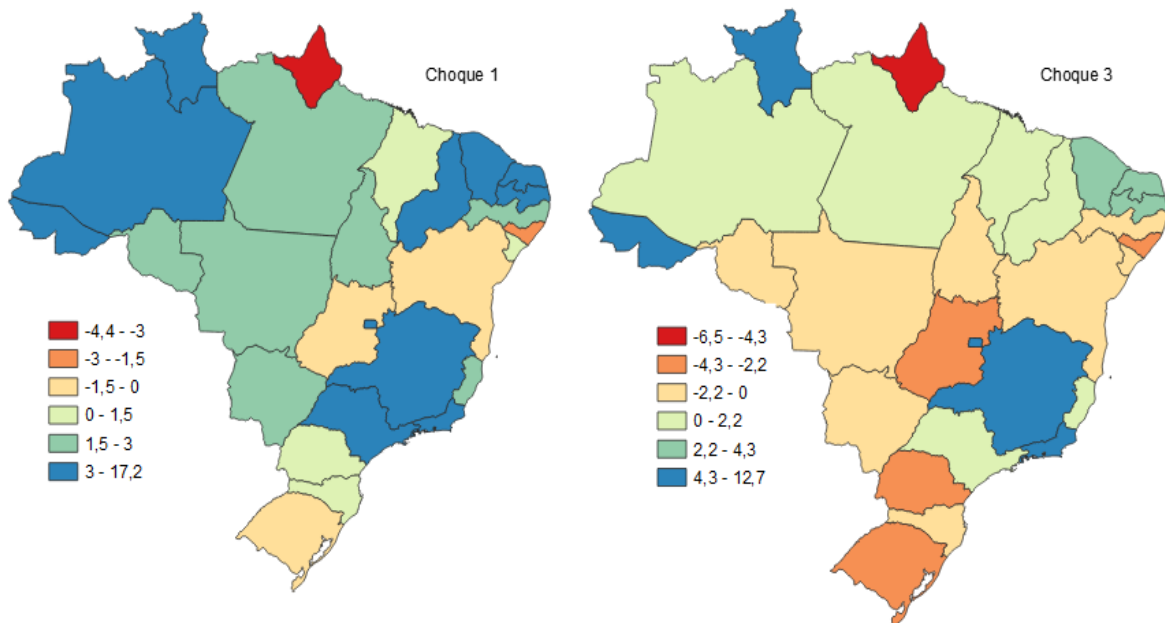 Choque 1
-4,4 - -3
-3 - -1,5
-1,5 - 0
0 - 1,5
1,5 - 3
3 - 17,2
Choque 3
-6,5 - -4,3
-4,3 - -2,2
-2,2 - 0
0 - 2,2
2,2 - 4,3
4,3 - 12,7